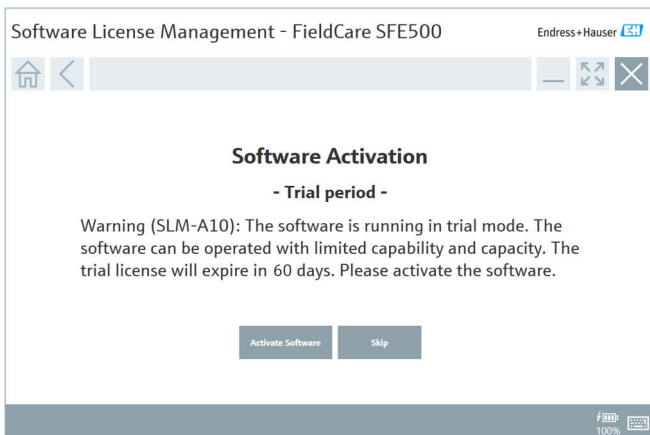 Software License Management - FieldCare SFE500
Endress+Hauser EH
Software Activation
- Trial period -
Warning (SLM-A10): The software is running in trial mode. The
software can be operated with limited capability and capacity. The
trial license will expire in 60 days. Please activate the software.
Activate Software
Skip
100%